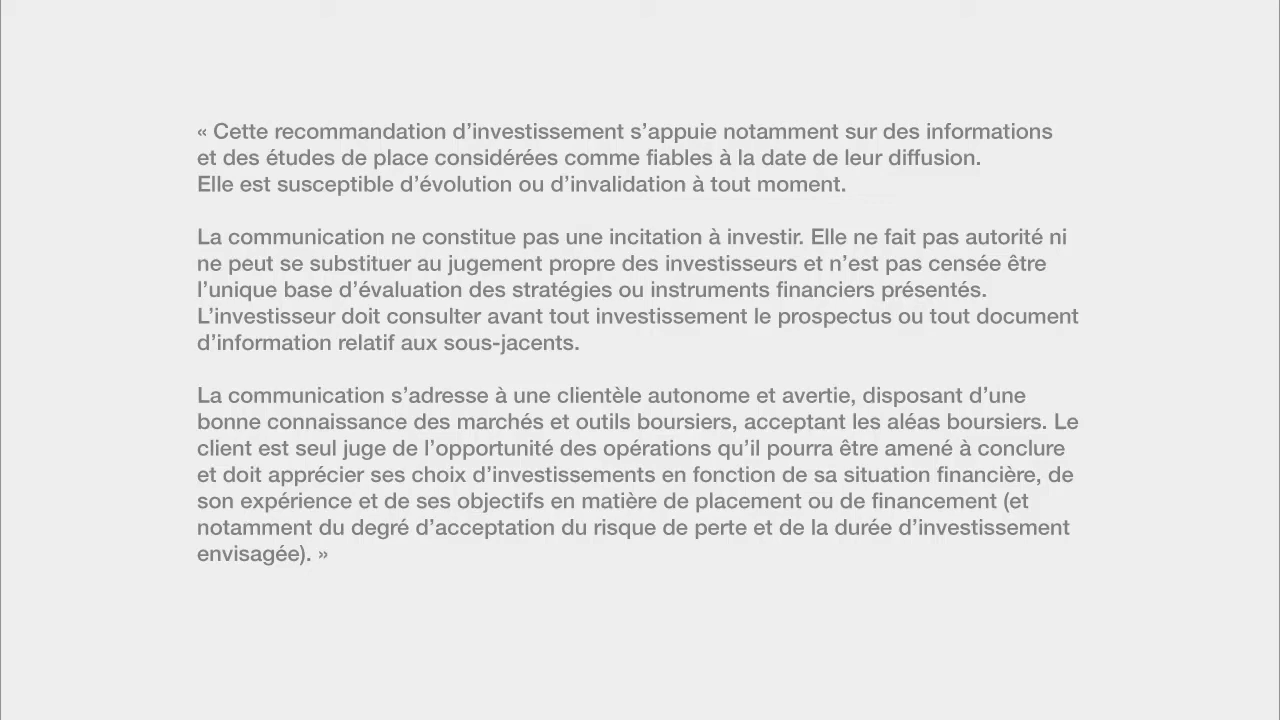 « Cette recommandation d’investissement s’appuie notamment sur des informations
et des études de place considérées comme fiables à la date de leur diffusion.
Elle est susceptible d’évolution ou d’invalidation à tout moment.
La communication ne constitue pas une incitation à investir. Elle ne fait pas autorité ni
ne peut se substituer au jugement propre des investisseurs et n’est pas censée être
l’unique base d’évaluation des stratégies ou instruments financiers présentés.
L’investisseur doit consulter avant tout investissement le prospectus ou tout document
d’information relatif aux sous-jacents.
La communication s’adresse à une clientèle autonome et avertie, disposant d’une
bonne connaissance des marchés et outils boursiers, acceptant les aléas boursiers. Le
client est seul juge de l’opportunité des opérations qu’il pourra être amené à conclure
et doit apprécier ses choix d’investissements en fonction de sa situation financière, de
son expérience et de ses objectifs en matière de placement ou de financement (et
notamment du degré d’acceptation du risque de perte et de la durée d’investissement
envisagée). »